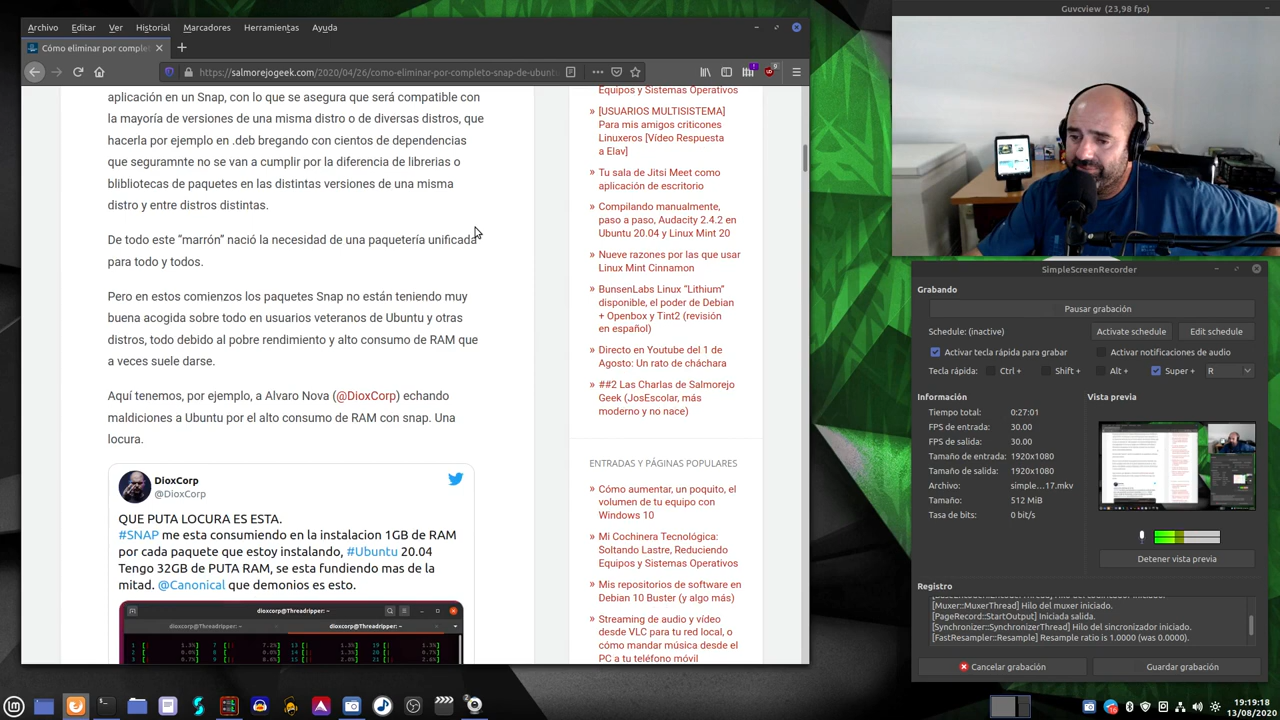 Archivo Editar Ver Historial Marcadores Herramientas Ayuda
Cómo eliminar por comple
https://salmorejogeek.com/2020/04/26/como-eliminar-por-completo-snap-de-ubunt
aplicación en un Snap, con lo que se asegura que será compatible con
la mayoría de versiones de una misma distro o de diversas distros, que
hacerla por ejemplo en .deb bregando con cientos de dependencias
que seguramnte no se van a cumplir por la diferencia de librerias o
blibliotecas de paquetes en las distintas versiones de una misma
distro y entre distros distintas.
De todo este “marrón” nació la necesidad de una paquetería unificada
para todo y todos.
Pero en estos comienzos los paquetes Snap no están teniendo muy
buena acogida sobre todo en usuarios veteranos de Ubuntu y otras
distros, todo debido al pobre rendimiento y alto consumo de RAM que
a veces suele darse.
Aquí tenemos, por ejemplo, a Alvaro Nova (@DioxCorp) echando
maldiciones a Ubuntu por el alto consumo de RAM con snap. Una
locura.
DioxCorp
@DioxCorp
QUE PUTA LOCURA ES ESTA.
#SNAP me esta consumiendo en la instalacion 1GB de RAM
por cada paquete que estoy instalando, #Ubuntu 20.04
Tengo 32GB de PUTA RAM, se esta fundiendo mas de la
mitad. @Canonical que demonios es esto.
dioxcorp@Threadripper: ~
dioxcorp@Threadripper: ~ dioxcorp@Threadripper: ~
Equipos y Sistemas Operativos
» [USUARIOS MULTISISTEMA]
Para mis amigos criticones
Linuxeros [Vídeo Respuesta
a Elav]
» Tu sala de Jitsi Meet como
aplicación de escritorio
» Compilando manualmente,
paso a paso, Audacity 2.4.2 en
Ubuntu 20.04 y Linux Mint 20
» Nueve razones por las que usar
Linux Mint Cinnamon
» BunsenLabs Linux “Lithium”
disponible, el poder de Debian
+ Openbox y Tint2 (revisión
en español)
» Directo en Youtube del 1 de
Agosto: Un rato de cháchara
» ##2 Las Charlas de Salmorejo
Geek (JosEscolar, más
moderno y no nace)
ENTRADAS Y PÁGINAS POPULARES
» Cómo aumentar, un poquito, el
volumen de tu equipo con
Windows 10
» Mi Cochinera Tecnológica:
Soltando Lastre, Reduciendo
Equipos y Sistemas Operativos
» Mis repositorios de software en
Debian 10 Buster (y algo más)
» Streaming de audio y vídeo
desde VLC para tu red local, o
cómo mandar música desde el
PC a tu teléfono móvil
Guvcview (23,98 fps)
SimpleScreenRecorder
Grabando
Pausar grabación
Schedule: (inactive) Activate schedule Edit schedule
Activar tecla rápida para grabar Activar notificaciones de audio
Tecla rápida: Ctrl + Shift + Alt + Super + R
Información
Tiempo total: 0:27:01
FPS de entrada: 30.00
FPS de salida: 30.00
Tamaño de entrada: 1920x1080
Tamaño de salida: 1920x1080
Archivo: simple...17.mkv
Tamaño: 512 MiB
Tasa de bits: 0 bit/s
Vista previa
Detener vista previa
Registro
[Muxer::MuxerThread] Hilo del muxer iniciado.
[PageRecord::StartOutput] Iniciada salida.
[Synchronizer::SynchronizerThread] Hilo del sincronizador iniciado.
[FastResampler::Resample] Resample ratio is 1.0000 (was 0.0000).
Cancelar grabación Guardar grabación
19:19:18
13/08/2020